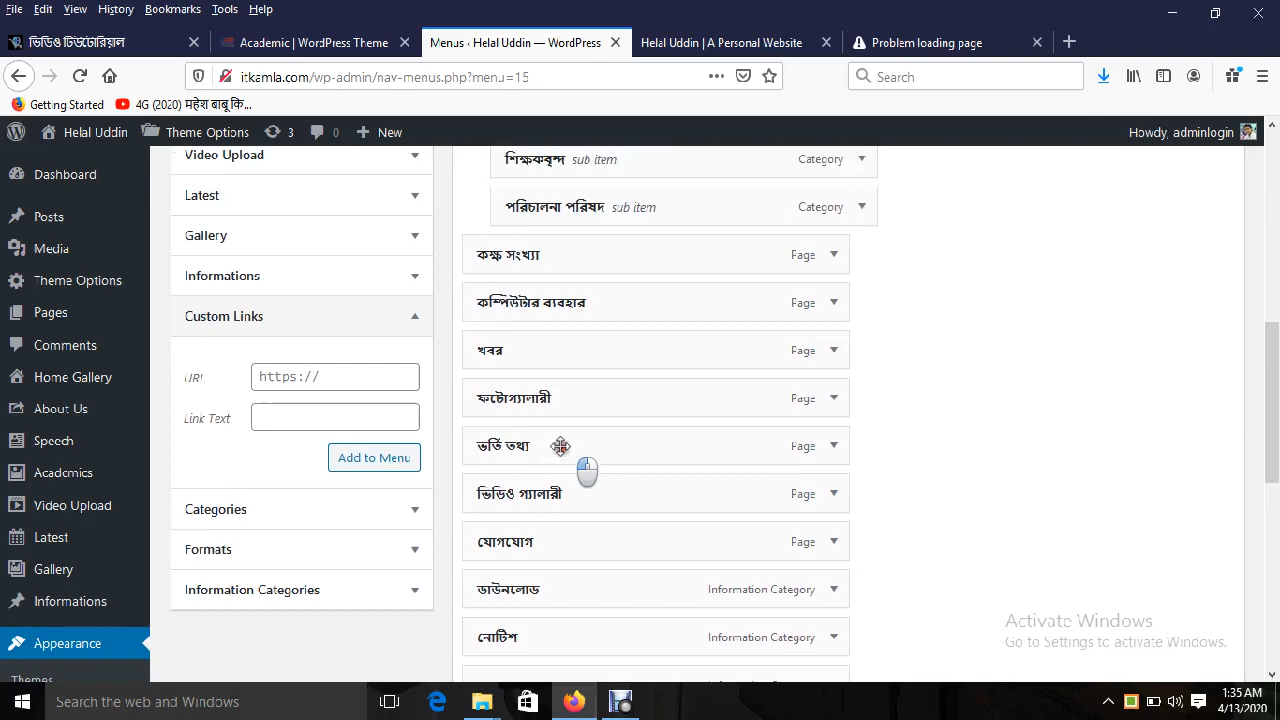 File Edit View History Bookmarks Tools Help
ভিডিও টিউটোরিয়াল
Academic | WordPress Theme
Menus ‹ Helal Uddin — WordPress
Helal Uddin | A Personal Website
Problem loading page
itkamla.com/wp-admin/nav-menus.php?menu=15
Search
Getting Started
4G (2020) महेश बाबू कि...
Helal Uddin
Theme Options
3
0
New
Howdy, adminlogin
Dashboard
Posts
Media
Theme Options
Pages
Comments
Home Gallery
About Us
Speech
Acadamics
Video Upload
Latest
Gallery
Informations
Appearance
Themes
Video Upload
Latest
Gallery
Informations
Custom Links
URL
https://
Link Text
Add to Menu
Categories
Formats
Information Categories
শিক্ষকবৃন্দ sub item Category
পরিচালনা পরিষদ sub item Category
কক্ষ সংখ্যা Page
কম্পিউটার ব্যবহার Page
খবর Page
ফটোগ্যালারী Page
ভর্তি তথ্য Page
ভিডিও গ্যালারী Page
যোগযোগ Page
ডাউনলোড Information Category
নোটিশ Information Category
Activate Windows
Go to Settings to activate Windows.
Search the web and Windows
1:35 AM
4/13/2020